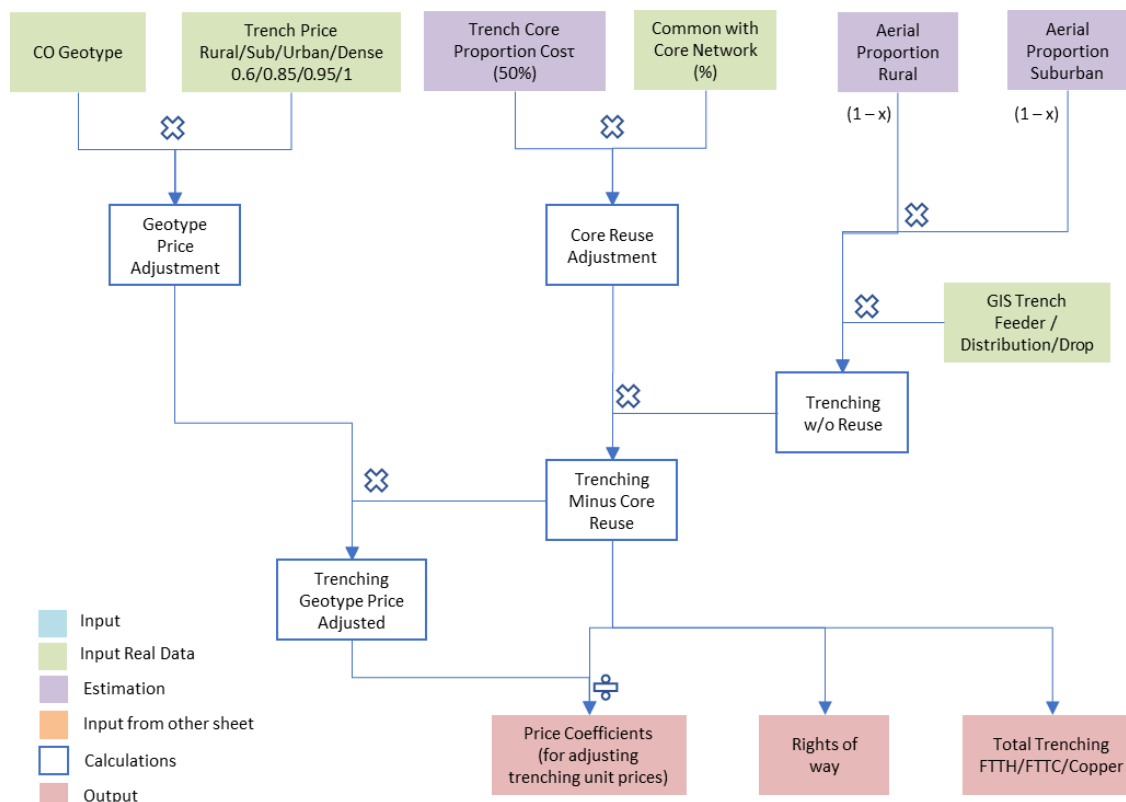 CO Geotype
Trench Price
Rural/Sub/Urban/Dense
0.6/0.85/0.95/1
Trench Core
Proportion Cosτ
(50%)
Common with
Core Network
(%)
Aerial
Proportion
Rural
Aerial
Proportion
Suburban
(1 – x)
(1 – x)
Geotype
Price
Adjustment
Core Reuse
Adjustment
GIS Trench
Feeder /
Distribution/Drop
Trenching
w/o Reuse
Trenching
Minus Core
Reuse
Trenching
Geotype Price
Adjusted
Input
Input Real Data
Estimation
Input from other sheet
Calculations
Output
Price Coefficients
(for adjusting
trenching unit prices)
Rights of
way
Total Trenching
FTTH/FTTC/Copper